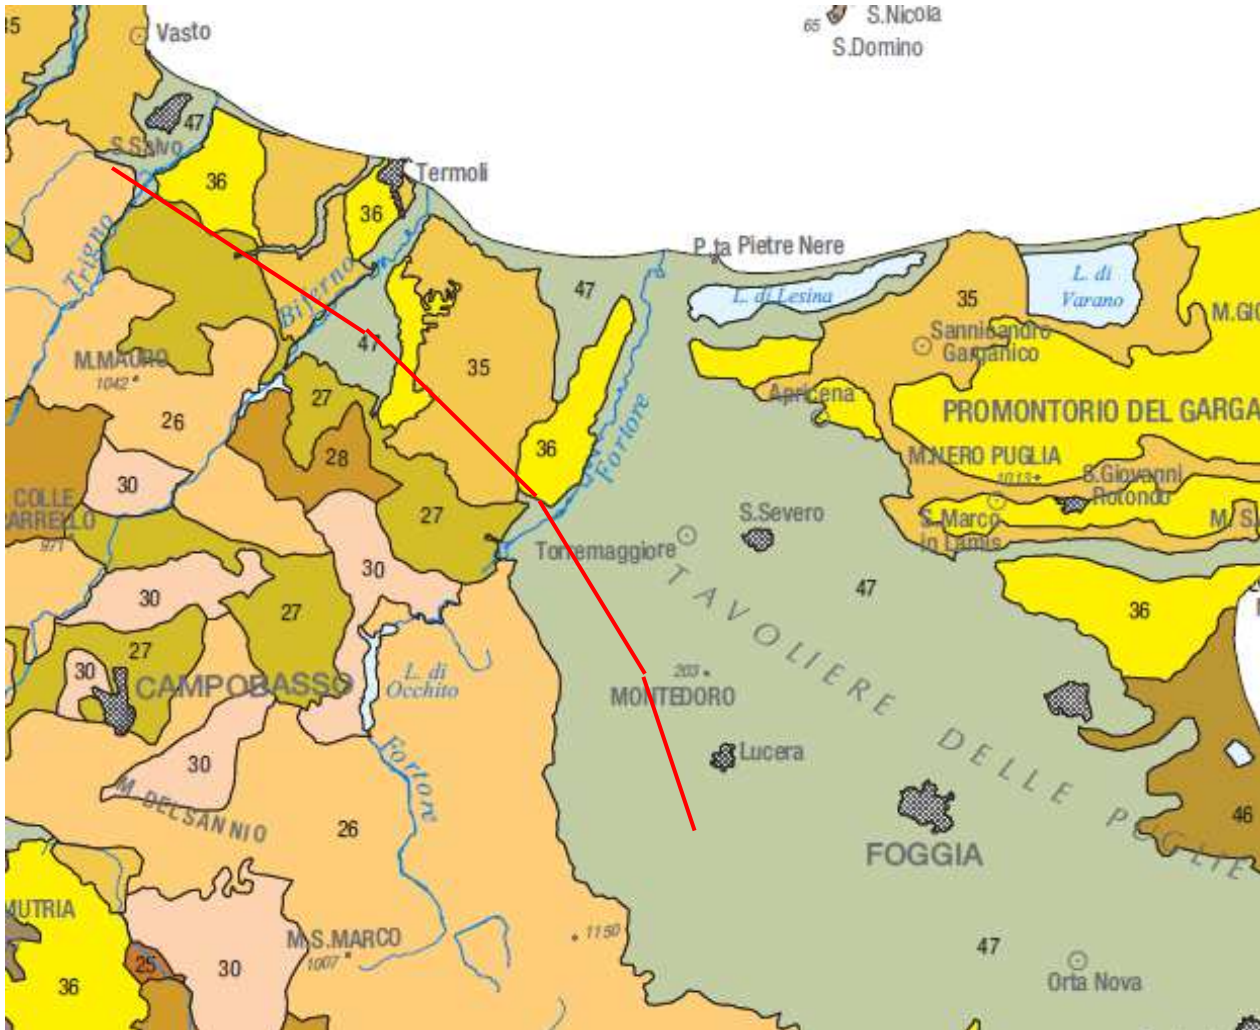 S.Nicola
65
S.Domino
35
Vasto
47
S.Salvo
36
Termoli
36
Trigno
Biferno
P.ta Pietre Nere
47
L. di Lesina
L. di
Varano
35
Sannicandro
Garganico
M.GIO
47
35
M.MAURO
1042
27
26
Apricena
PROMONTORIO DEL GARGA
Fortore
36
28
30
M.NERO PUGLIA
1013
S.Giovanni
Rotondo
COLLE
ARRELLO
971
27
S.Severo
S.Marco
in Lamis
Torremaggiore
30
30
47
TAVOLIERE DELLE PUGLIE
27
36
27
30
L. di
Occhito
CAMPOBASSO
203
MONTEDORO
30
Lucera
Fortore
M. DEL SANNIO
26
46
FOGGIA
MUTRIA
M.S.MARCO
1007
1150
47
25
30
36
Orta Nova